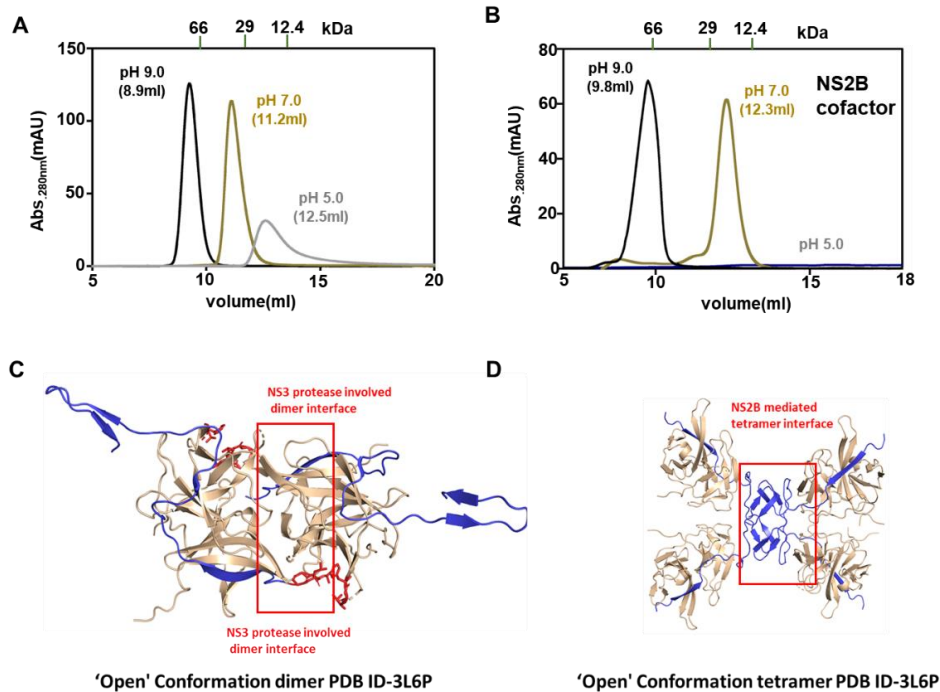 A
66 29 12.4 kDa
150
100
50
0
Abs.280nm(mAU)
pH 9.0
(8.9ml)
pH 7.0
(11.2ml)
pH 5.0
(12.5ml)
5 10 15 20
volume(ml)
B
66 29 12.4 kDa
80
60
40
20
0
Abs.280nm(mAU)
pH 9.0
(9.8ml)
pH 7.0
(12.3ml)
NS2B
cofactor
pH 5.0
5 10 15 18
volume(ml)
C
NS3 protease involved
dimer interface
NS3 protease involved
dimer interface
'Open' Conformation dimer PDB ID-3L6P
D
NS2B mediated
tetramer interface
'Open' Conformation tetramer PDB ID-3L6P